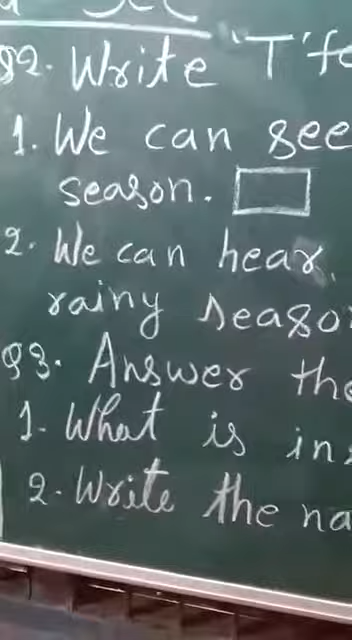 Q2. Write 'T' fo
1. We can see
season.
2. We can hear
rainy season
Q3. Answer the
1. What is in
2. Write the na